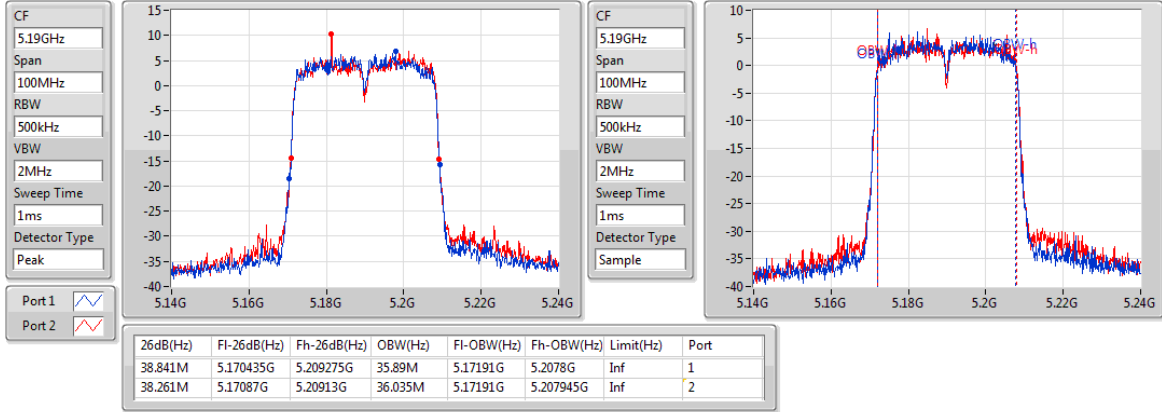 CF
5.19GHz
Span
100MHz
RBW
500kHz
VBW
2MHz
Sweep Time
1ms
Detector Type
Peak
Port 1
Port 2
15
10
5
0
-5
-10
-15
-20
-25
-30
-35
-40
5.14G 5.16G 5.18G 5.2G 5.22G 5.24G
CF
5.19GHz
Span
100MHz
RBW
500kHz
VBW
2MHz
Sweep Time
1ms
Detector Type
Sample
10
5
0
-5
-10
-15
-20
-25
-30
-35
-40
5.14G 5.16G 5.18G 5.2G 5.22G 5.24G
26dB(Hz) Fl-26dB(Hz) Fh-26dB(Hz) OBW(Hz) Fl-OBW(Hz) Fh-OBW(Hz) Limit(Hz) Port
38.841M 5.170435G 5.209275G 35.89M 5.17191G 5.2078G Inf 1
38.261M 5.17087G 5.20913G 36.035M 5.17191G 5.207945G Inf 2